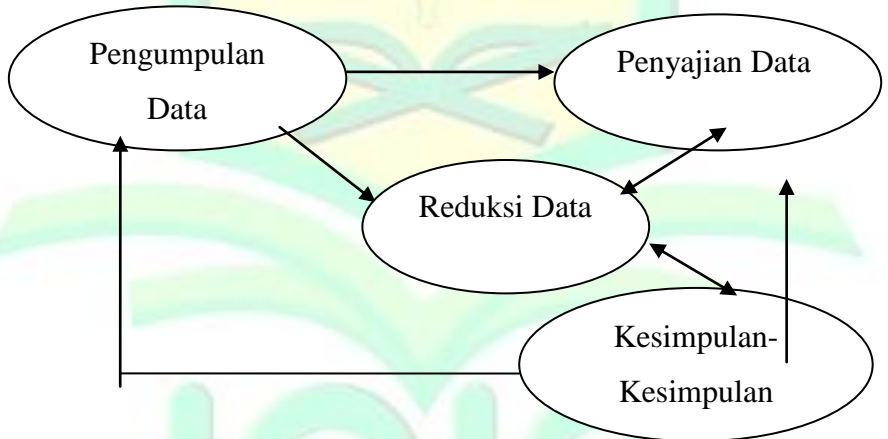 Pengumpulan
Data
Penyajian Data
Reduksi Data
Kesimpulan-
Kesimpulan